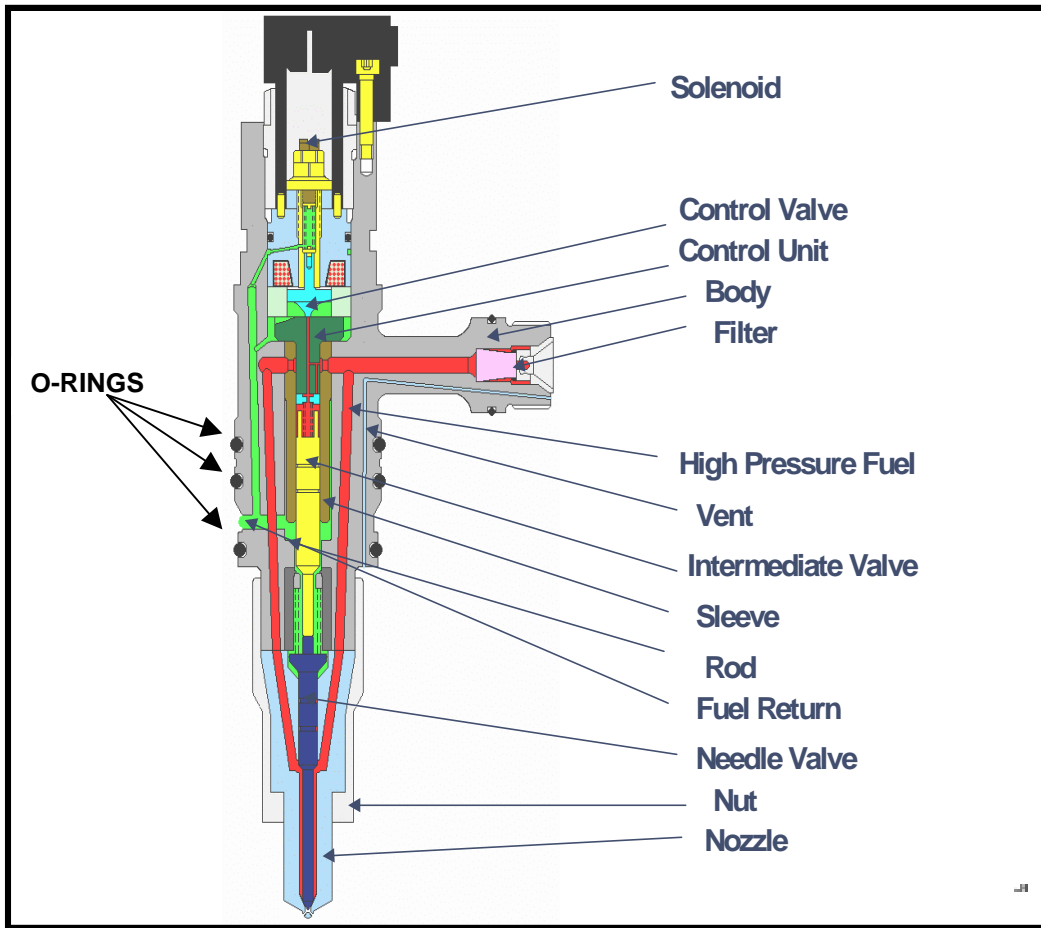 Solenoid
Control Valve
Control Unit
Body
Filter
O-RINGS
High Pressure Fuel
Vent
Intermediate Valve
Sleeve
Rod
Fuel Return
Needle Valve
Nut
Nozzle